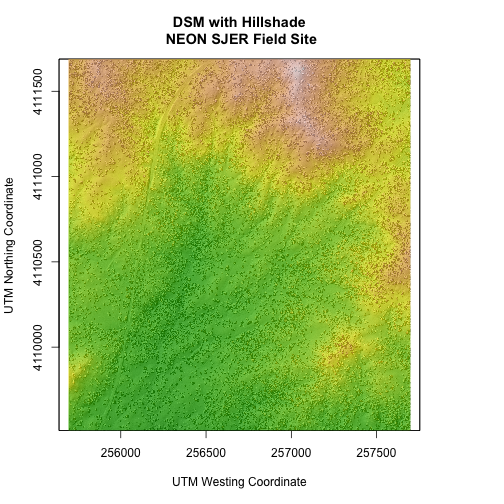 DSM with Hillshade
NEON SJER Field Site
UTM Northing Coordinate
4111500
4111000
4110500
4110000
256000 256500 257000 257500
UTM Westing Coordinate